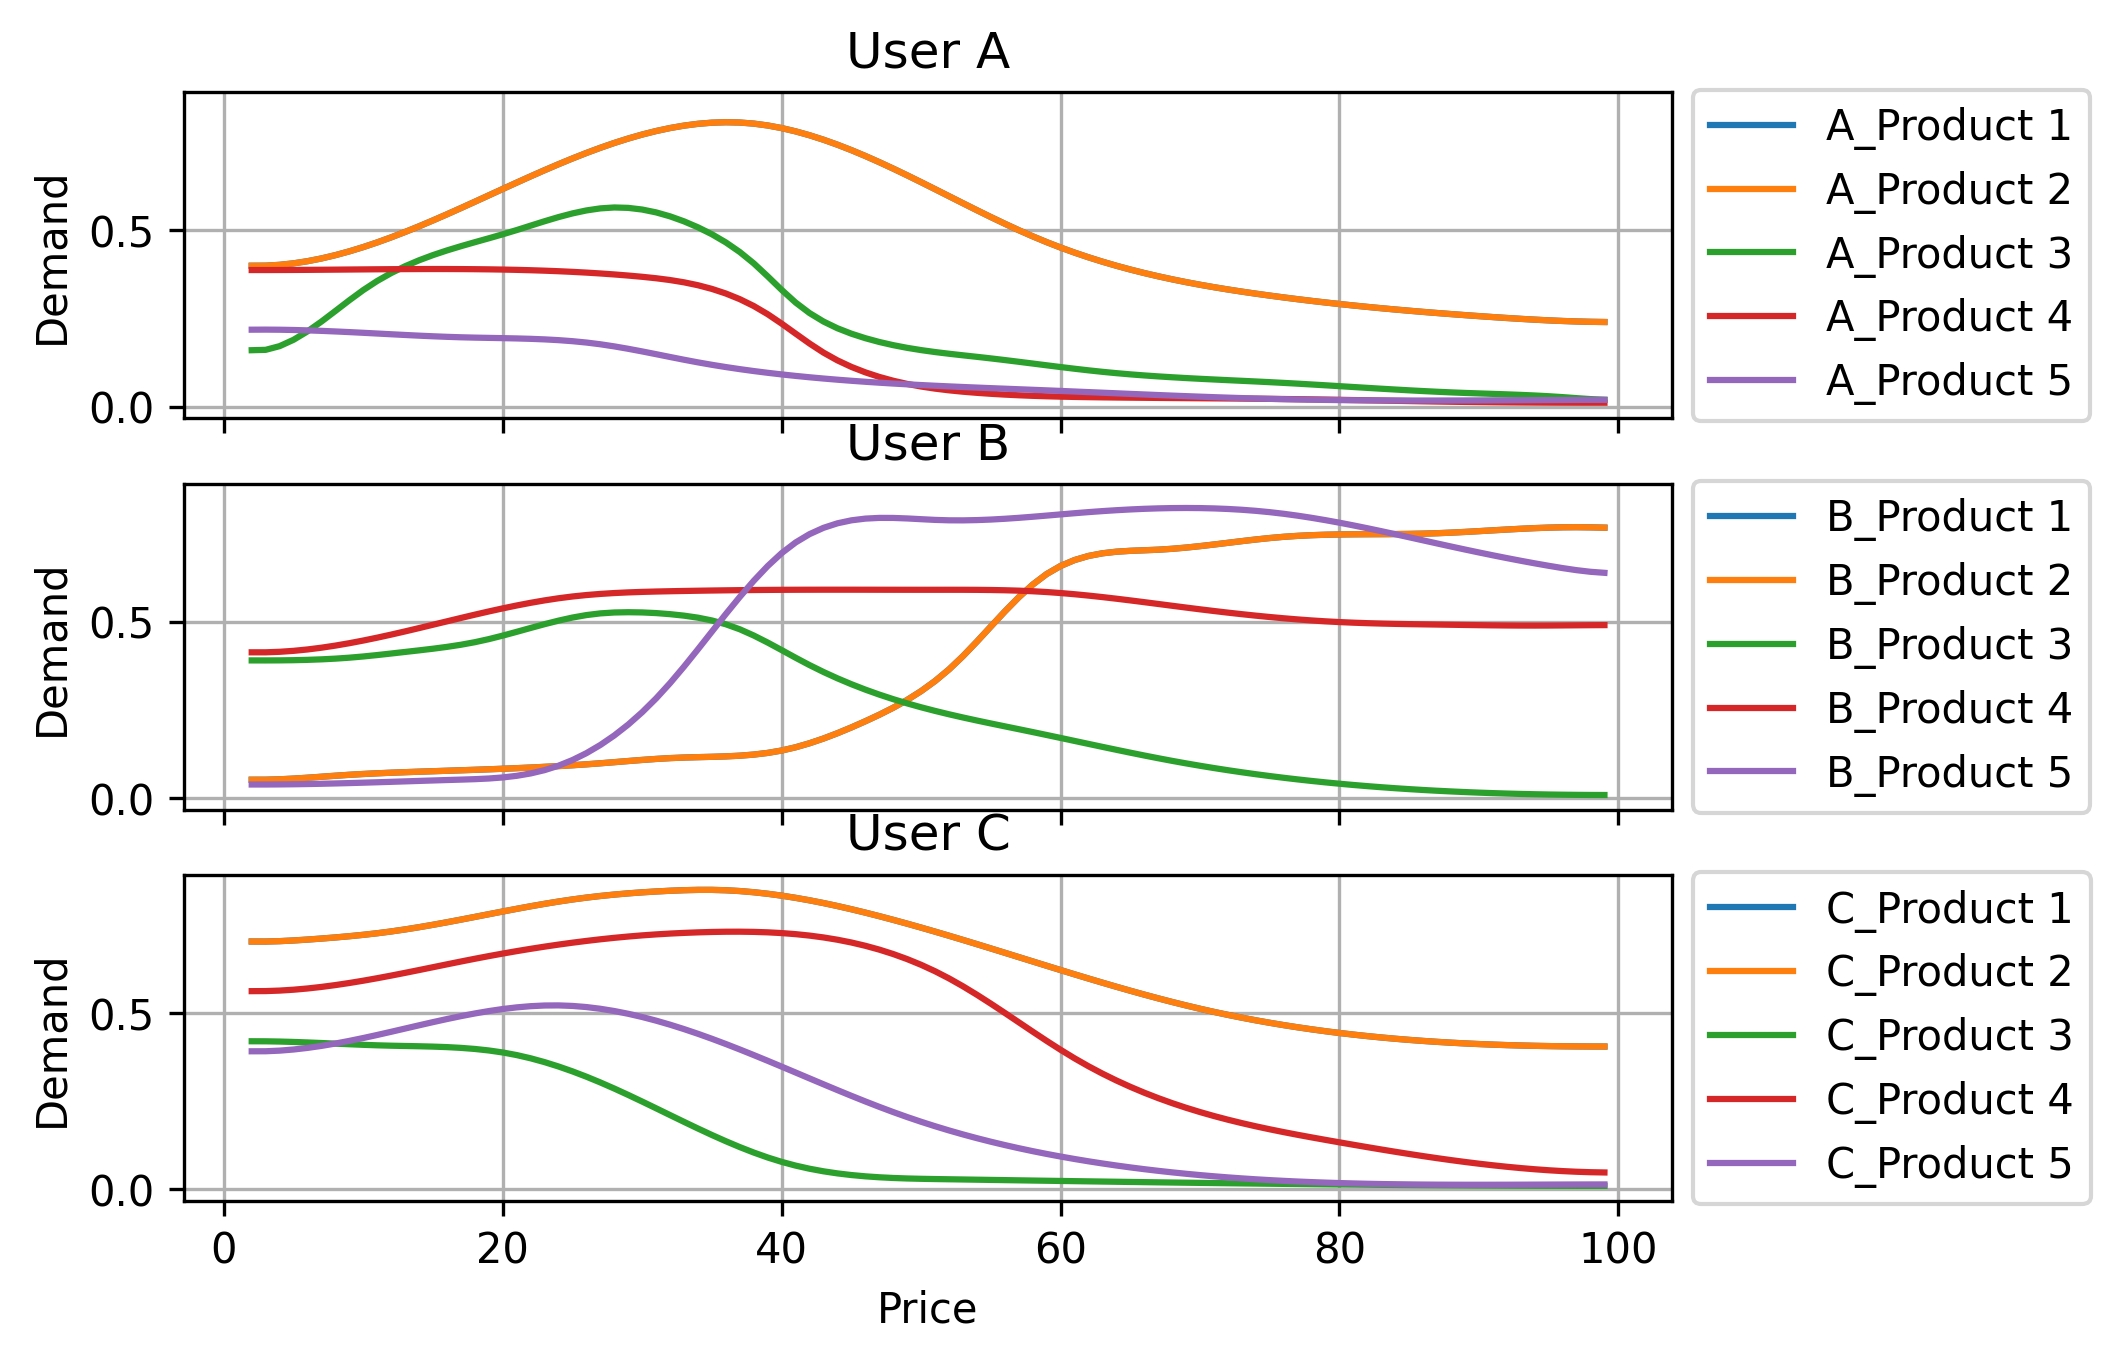 User A
Demand
0.5
0.0
A_Product 1
A_Product 2
A_Product 3
A_Product 4
A_Product 5
User B
Demand
0.5
0.0
B_Product 1
B_Product 2
B_Product 3
B_Product 4
B_Product 5
User C
Demand
0.5
0.0
C_Product 1
C_Product 2
C_Product 3
C_Product 4
C_Product 5
0 20 40 60 80 100
Price